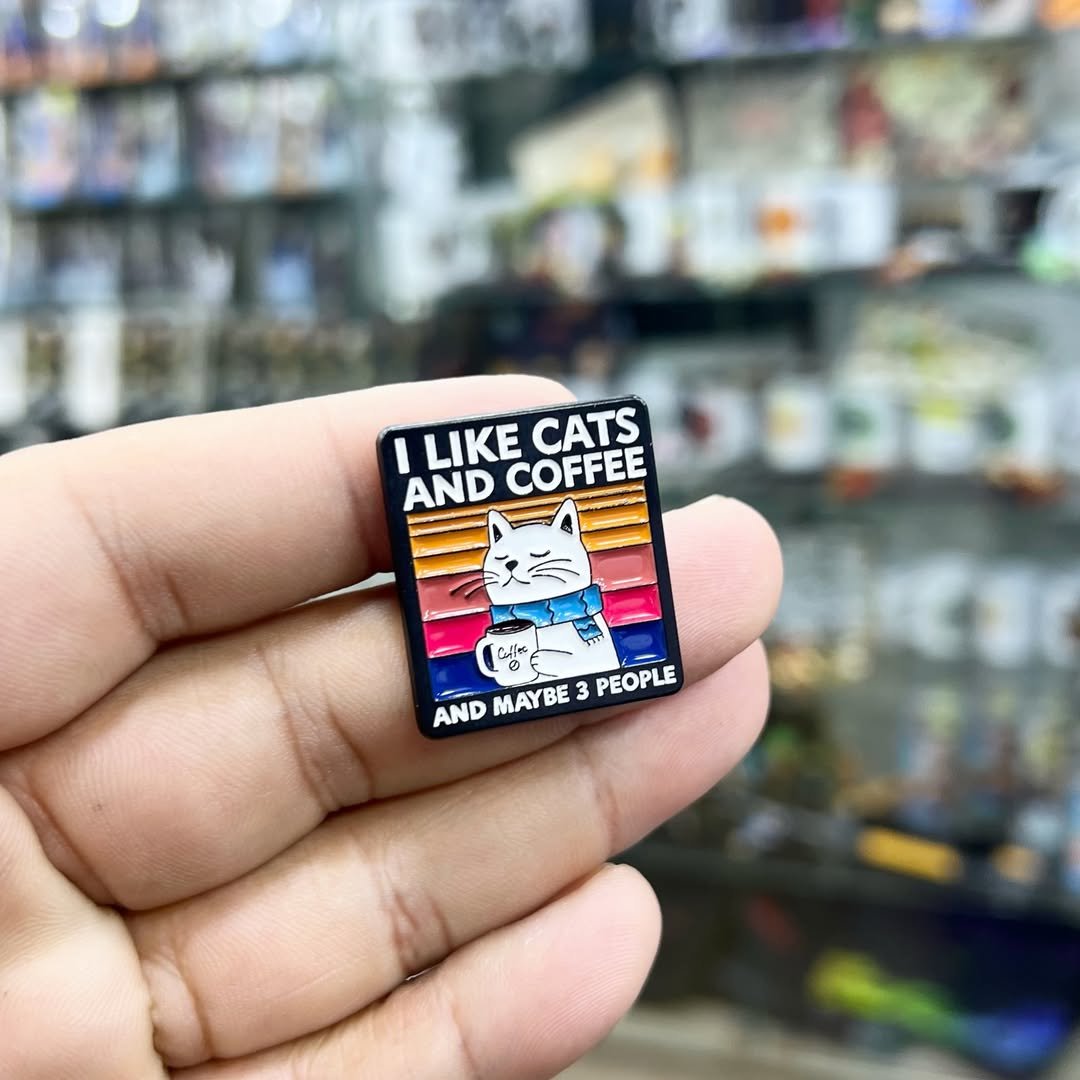 I LIKE CATS
AND COFFEE
Coffee
AND MAYBE 3 PEOPLE